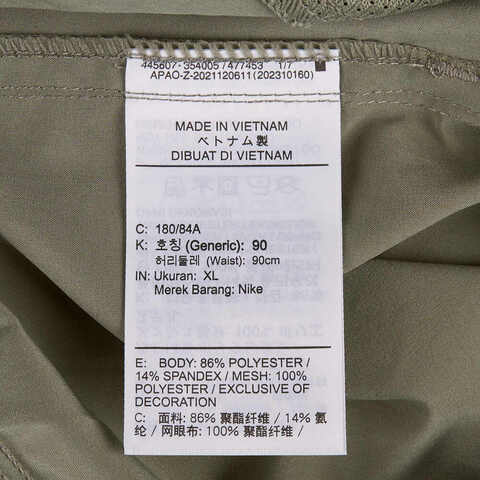 445607- 354005 / 477453 1/7
APAO-Z-2021120611 (202310160)
MADE IN VIETNAM
ベトナム製
DIBUAT DI VIETNAM
C: 180/84A
K: 호칭 (Generic): 90
허리둘레 (Waist): 90cm
IN: Ukuran: XL
Merek Barang: Nike
E: BODY: 86% POLYESTER /
14% SPANDEX / MESH: 100%
POLYESTER / EXCLUSIVE OF
DECORATION
C: 面料: 86% 聚酯纤维 / 14% 氨
纶 / 网眼布: 100% 聚酯纤维 /